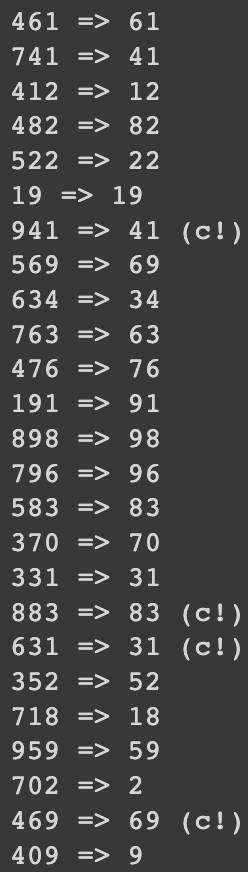 461 => 61
741 => 41
412 => 12
482 => 82
522 => 22
19 => 19
941 => 41 (c!)
569 => 69
634 => 34
763 => 63
476 => 76
191 => 91
898 => 98
796 => 96
583 => 83
370 => 70
331 => 31
883 => 83 (c!)
631 => 31 (c!)
352 => 52
718 => 18
959 => 59
702 => 2
469 => 69 (c!)
409 => 9